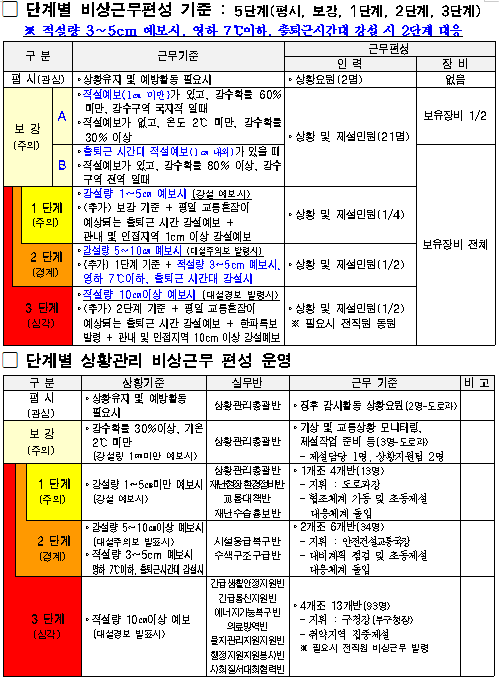 □ 단계별 비상근무편성 기준 : 5단계(평시, 보강, 1단계, 2단계, 3단계)
※ 적설량 3~5cm 예보시, 영하 7℃이하, 출퇴근시간대 강설 시 2단계 대응
구 분 근무기준 근무편성
인 력 장 비
평 시(관심) ◦상황유지 및 예방활동 필요시 ◦상황요원(2명) 없음
보 강
(주의)
A
◦적설예보(1㎝ 미만)가 있고, 강수확률 60%
미만, 강수구역 국지적 일때
◦적설예보가 없고, 온도 2℃ 미만, 강수확률
30% 이상
◦상황 및 제설민원(21명)
보유장비 1/2
B
◦출퇴근 시간대 적설예보(1㎝ 내외)가 있을 때
◦적설예보가 있고, 강수확률 60% 이상, 강수
구역 전역 일때
1 단계
(주의)
◦강설량 1~5㎝ 예보시 (강설 예보시)
◦(추가) 보강 기준 + 평일 교통혼잡이
예상되는 출퇴근 시간 강설예보 +
관내 및 인접지역 1cm 이상 강설예보
◦상황 및 제설민원(1/4)
보유장비 전체
2 단계
(경계)
◦강설량 5~10㎝ 예보시 (대설주의보 발령시)
◦(추가) 1단계 기준 + 적설량 3~5cm 예보시,
영하 7℃이하, 출퇴근시간대 강설시
◦상황 및 제설민원(1/2)
3 단계
(심각)
◦적설량 10㎝이상 예보시 (대설경보 발령시)
◦(추가) 2단계 기준 + 평일 교통혼잡이
예상되는 출퇴근 시간 강설예보 + 한파특보
발령 + 관내 및 인접지역 10cm 이상 강설예보
◦상황 및 제설민원(1/2)
※ 필요시 전직원 동원
□ 단계별 상황관리 비상근무 편성 운영
구 분 상황기준 실무반 근무 기준 비 고
평 시
(관심)
◦상황유지 및 예방활동
필요시
상황관리총괄반
◦징후 감시활동 상황요원(2명-도로과)
보 강
(주의)
◦강수확률 30%이상, 기온
2℃ 미만
(강설량 1㎝미만 예보시)
상황관리총괄반
◦기상 및 교통상황 모니터링,
제설작업 준비 등(3명-도로과)
- 제설담당 1명, 상황지원팀 2명
1 단계
(주의)
◦강설량 1~5㎝미만 예보시
(강설 예보시)
상황관리총괄반
재난현장환경정비반
교통대책반
재난수습홍보반
◦1개조 4개반(13명)
- 지휘 : 도로과장
- 협조체계 가동 및 초동제설
대응체계 돌입
2 단계
(경계)
◦강설량 5~10㎝이상 예보시
(대설주의보 발표시)
◦적설량 3~5cm 예보시
영하 7℃이하, 출퇴근시간대 강설시
시설응급복구반
수색구조구급반
◦2개조 6개반(34명)
- 지휘 : 안전건설교통국장
- 대비계획 점검 및 초동제설
대응체계 돌입
3 단계
(심각)
◦적설량 10㎝이상 예보
(대설경보 발표시)
긴급생활안정지원반
긴급통신지원반
에너지기능복구반
의료방역반
물자관리지원지원반
행정지원지원봉사반
사회질서대외협력반
◦4개조 13개반(93명)
- 지휘 : 구청장(부구청장)
- 취약지역 집중제설
※ 필요시 전직원 비상근무 발령